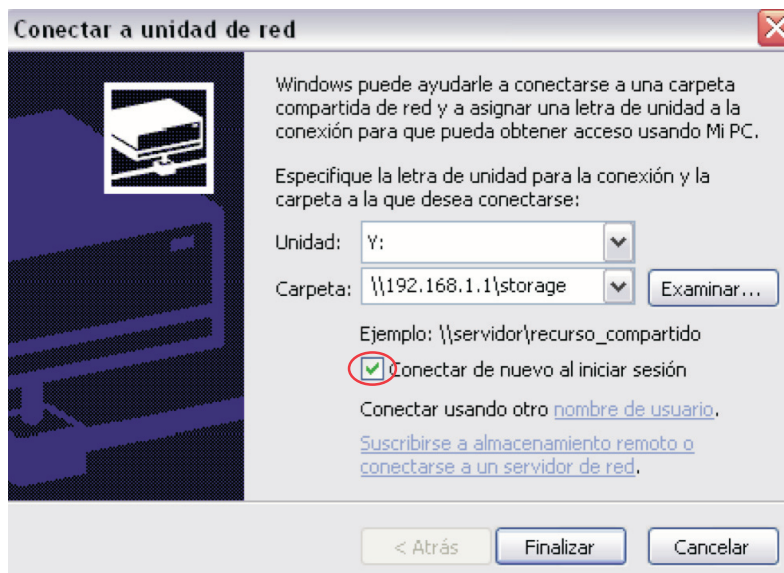 Conectar a unidad de red
Windows puede ayudarle a conectarse a una carpeta
compartida de red y a asignar una letra de unidad a la
conexión para que pueda obtener acceso usando Mi PC.
Especifique la letra de unidad para la conexión y la
carpeta a la que desea conectarse:
Unidad: Y:
Carpeta: \\192.168.1.1\storage Examinar...
Ejemplo: \\servidor\recurso_compartido
Conectar de nuevo al iniciar sesión
Conectar usando otro nombre de usuario.
Suscribirse a almacenamiento remoto o
conectarse a un servidor de red.
< Atrás Finalizar Cancelar